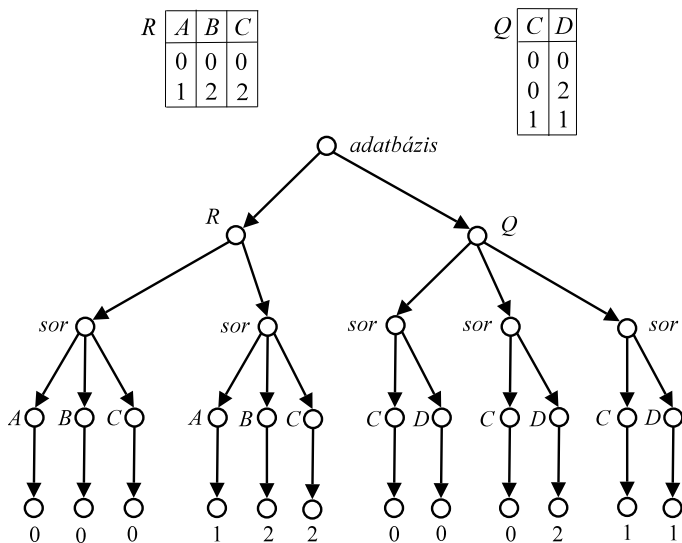 R A B C
0 0 0
1 2 2
Q C D
0 0
0 2
1 1
adatbázis
R Q
sor sor sor sor sor
A B C A B C C D C D C D
0 0 0 1 2 2 0 0 0 2 1 1